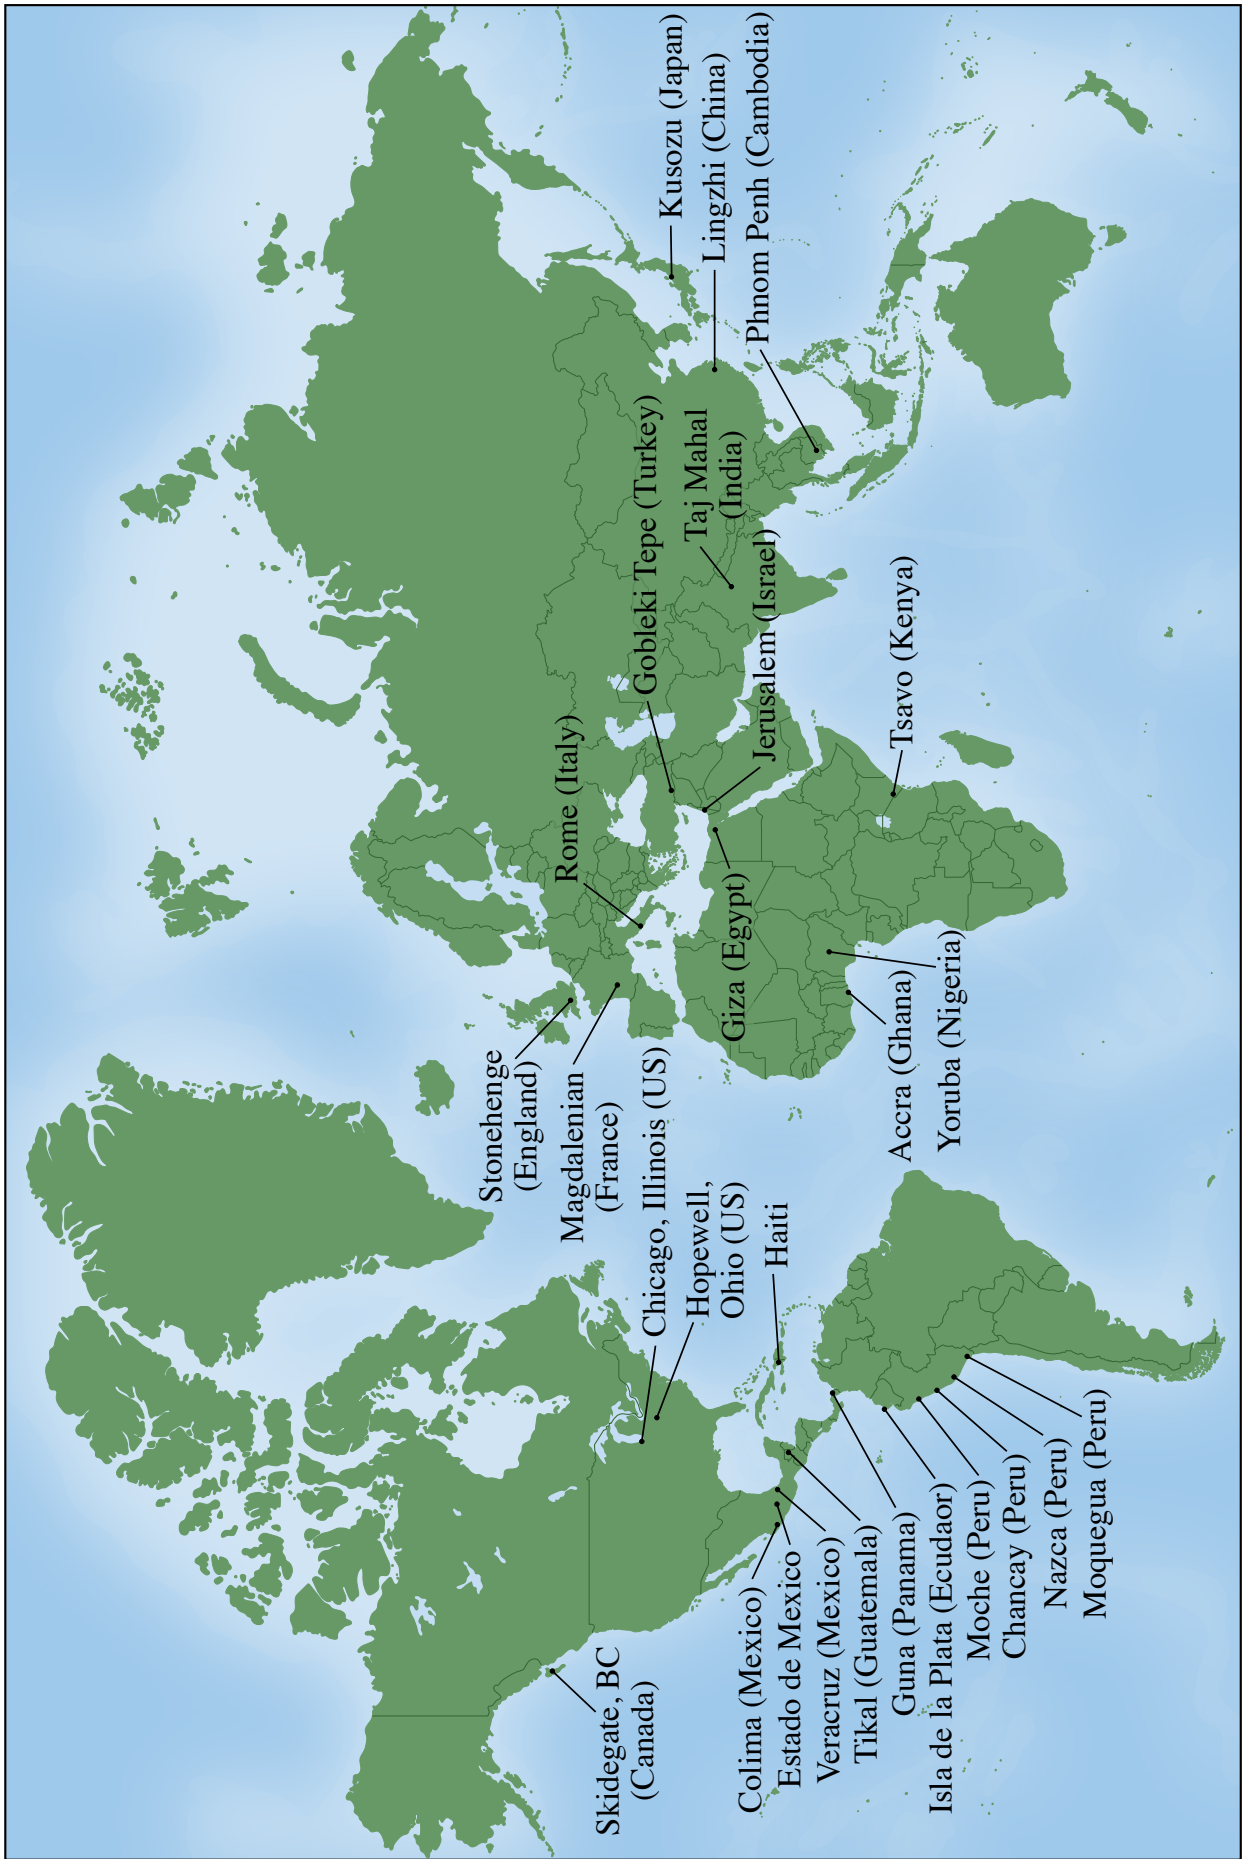 Skidegate, BC
(Canada)
Colima (Mexico)
Estado de Mexico
Veracruz (Mexico)
Tikal (Guatemala)
Guna (Panama)
Isla de la Plata (Ecudaor)
Moche (Peru)
Chancay (Peru)
Nazca (Peru)
Moquegua (Peru)
Chicago, Illinois (US)
Hopewell,
Ohio (US)
Haiti
Stonehenge
(England)
Magdalenian
(France)
Rome (Italy)
Giza (Egypt)
Accra (Ghana)
Yoruba (Nigeria)
Gobleki Tepe (Turkey)
Jerusalem (Israel)
Tsavo (Kenya)
Taj Mahal
(India)
Kusozu (Japan)
Lingzhi (China)
Phnom Penh (Cambodia)